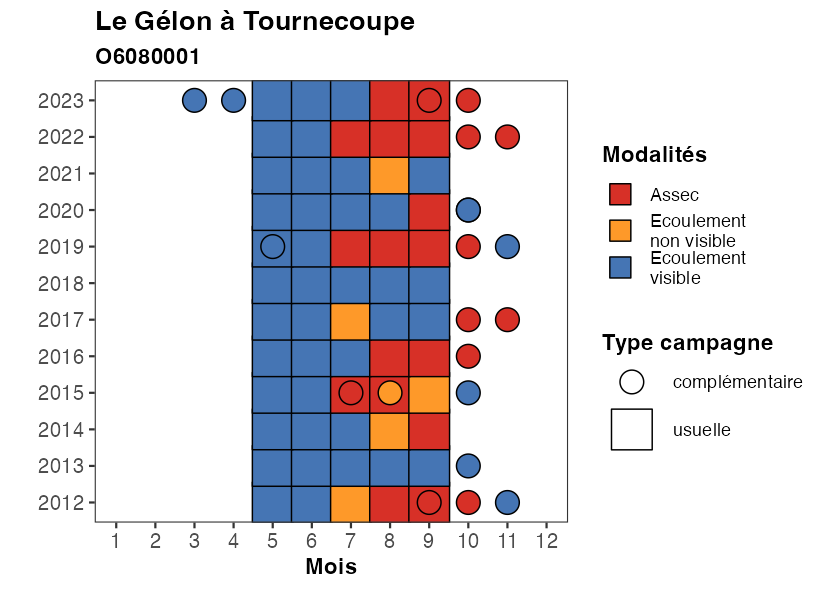 Le Gélon à Tournecoupe
O6080001
2023
2022
2021
2020
2019
2018
2017
2016
2015
2014
2013
2012
1 2 3 4 5 6 7 8 9 10 11 12
Mois
Modalités
Assec
Ecoulement
non visible
Ecoulement
visible
Type campagne
complémentaire
usuelle